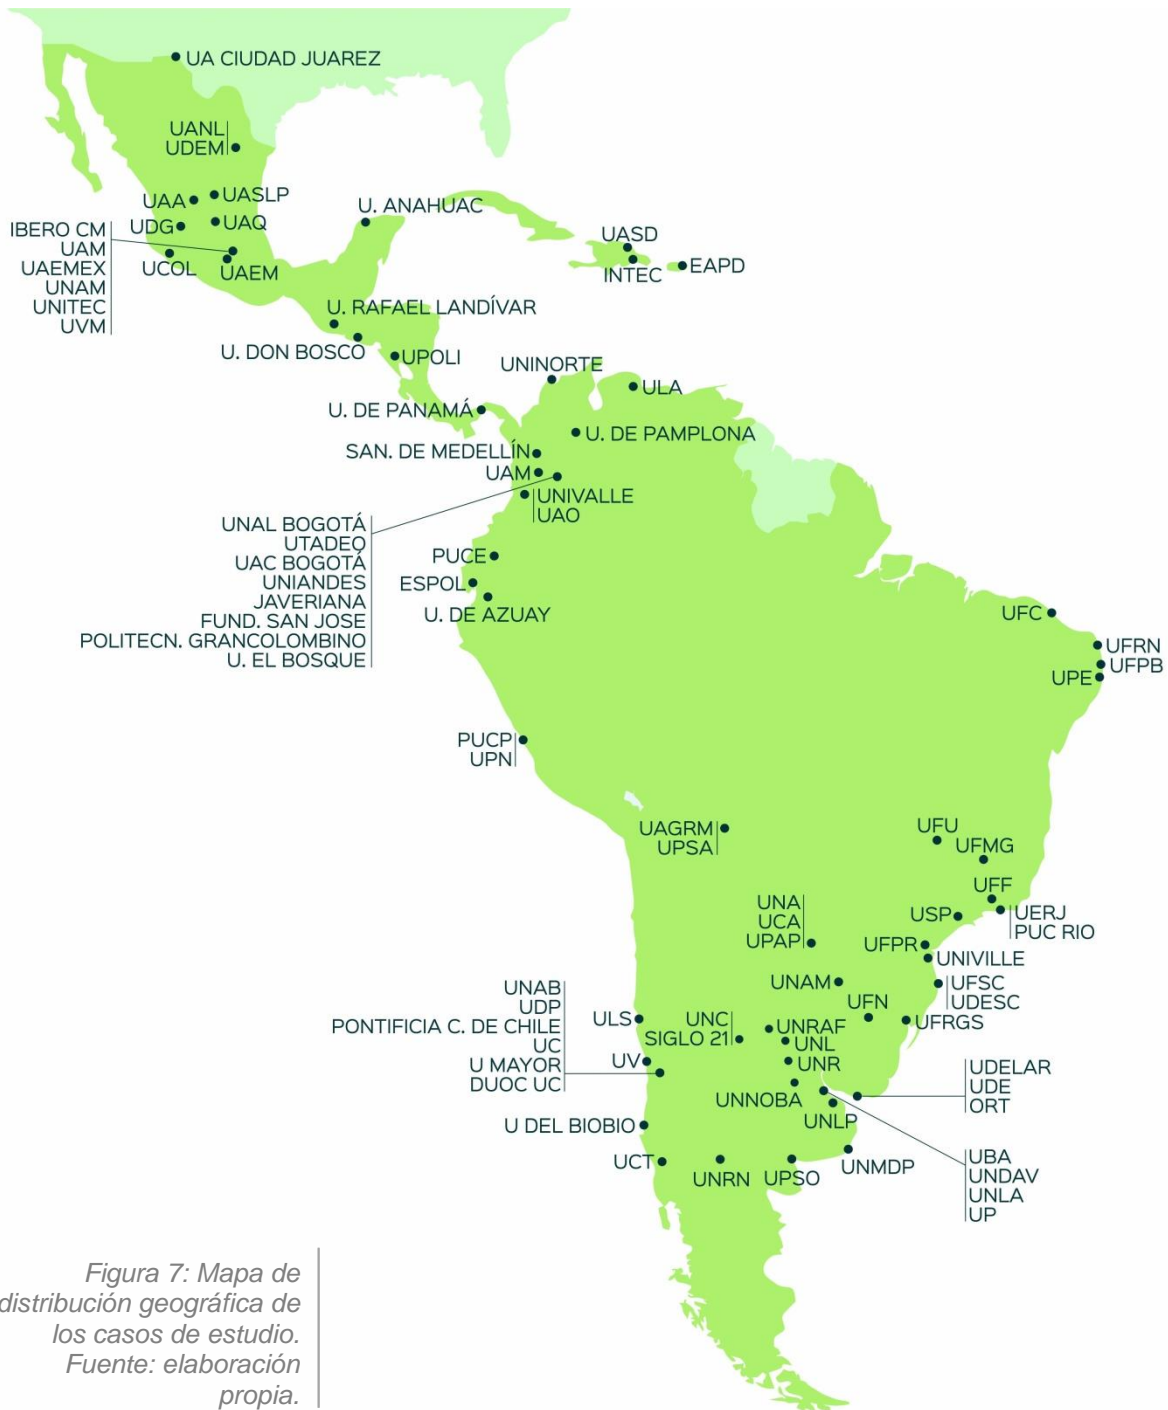 UA CIUDAD JUAREZ
UANL
UDEM
UAA
UASLP
UDG
UAQ
U. ANAHUAC
IBERO CM
UAM
UAEMEX
UNAM
UNITEC
UVM
UCOL
UAEM
UASD
INTEC
EAPD
U. RAFAEL LANDÍVAR
U. DON BOSCO
UPOLI
UNINORTE
ULA
U. DE PANAMÁ
U. DE PAMPLONA
SAN. DE MEDELLÍN
UAM
UNIVALLE
UAO
UNAL BOGOTÁ
UTADEO
UAC BOGOTÁ
UNIANDES
JAVERIANA
FUND. SAN JOSE
POLITECN. GRANCOLOMBINO
U. EL BOSQUE
PUCE
ESPOL
U. DE AZUAY
UFC
UFRN
UFPB
UPE
PUCP
UPN
UAGRM
UPSA
UFU
UFMG
UFF
USP
UERJ
PUC RIO
UNA
UCA
UPAP
UFPR
UNIVILLE
UNAM
UFSC
UDESC
UFN
UFRGS
UNAB
UDP
PONTIFICIA C. DE CHILE
UC
U MAYOR
DUOC UC
ULS
UV
UNC
SIGLO 21
UNRAF
UNL
UNR
UNNOBA
UNLP
UDELAR
UDE
ORT
U DEL BIOBIO
UCT
UNRN
UPSO
UNMDP
UBA
UNDAV
UNLA
UP
Figura 7: Mapa de
distribución geográfica de
los casos de estudio.
Fuente: elaboración
propia.